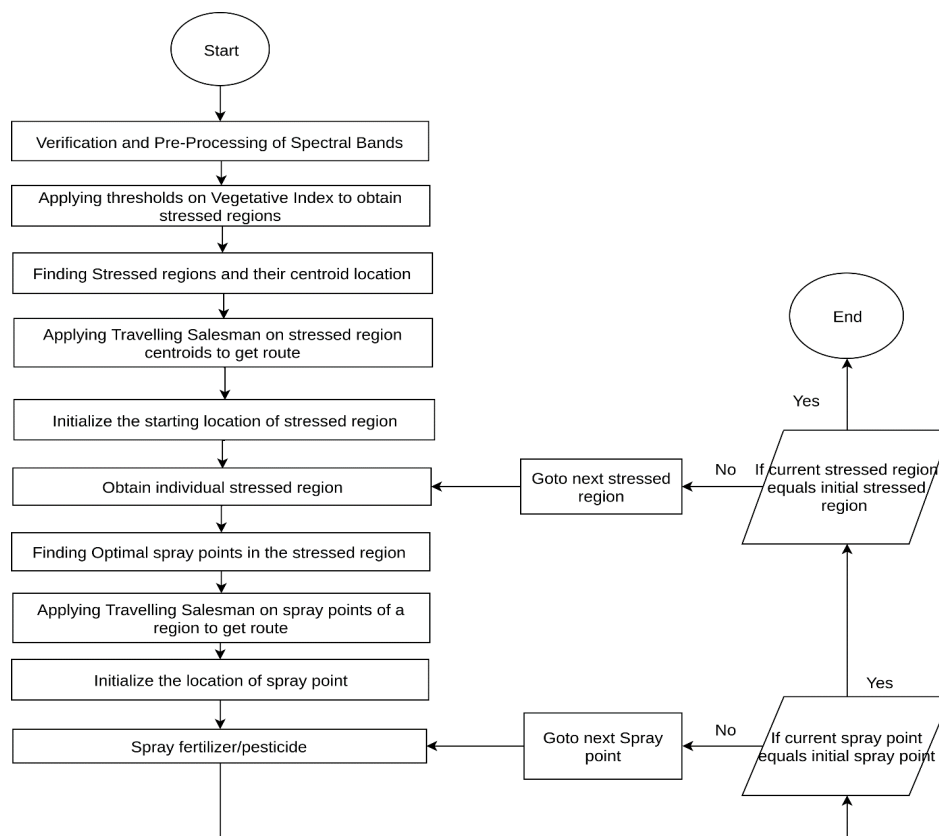 Start
Verification and Pre-Processing of Spectral Bands
Applying thresholds on Vegetative Index to obtain
stressed regions
Finding Stressed regions and their centroid location
Applying Travelling Salesman on stressed region
centroids to get route
Initialize the starting location of stressed region
Obtain individual stressed region
Finding Optimal spray points in the stressed region
Applying Travelling Salesman on spray points of a
region to get route
Initialize the location of spray point
Spray fertilizer/pesticide
Goto next Spray
point
No
If current spray point
equals initial spray point
Yes
Goto next stressed
region
No
If current stressed region
equals initial stressed
region
Yes
End